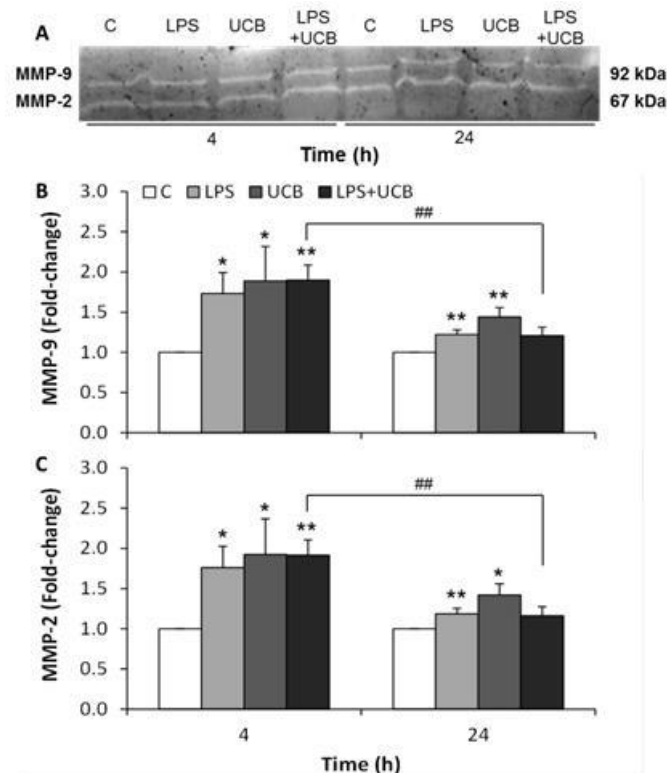 A
C LPS UCB LPS +UCB C LPS UCB LPS +UCB
MMP-9 92 kDa
MMP-2 67 kDa
4 24
Time (h)
B
C LPS UCB LPS+UCB
##
3.0
2.5
2.0
1.5
1.0
0.5
0.0
* * ** ** **
MMP-9 (Fold-change)
C
##
3.0
2.5
2.0
1.5
1.0
0.5
0.0
* * ** ** *
MMP-2 (Fold-change)
4 24
Time (h)